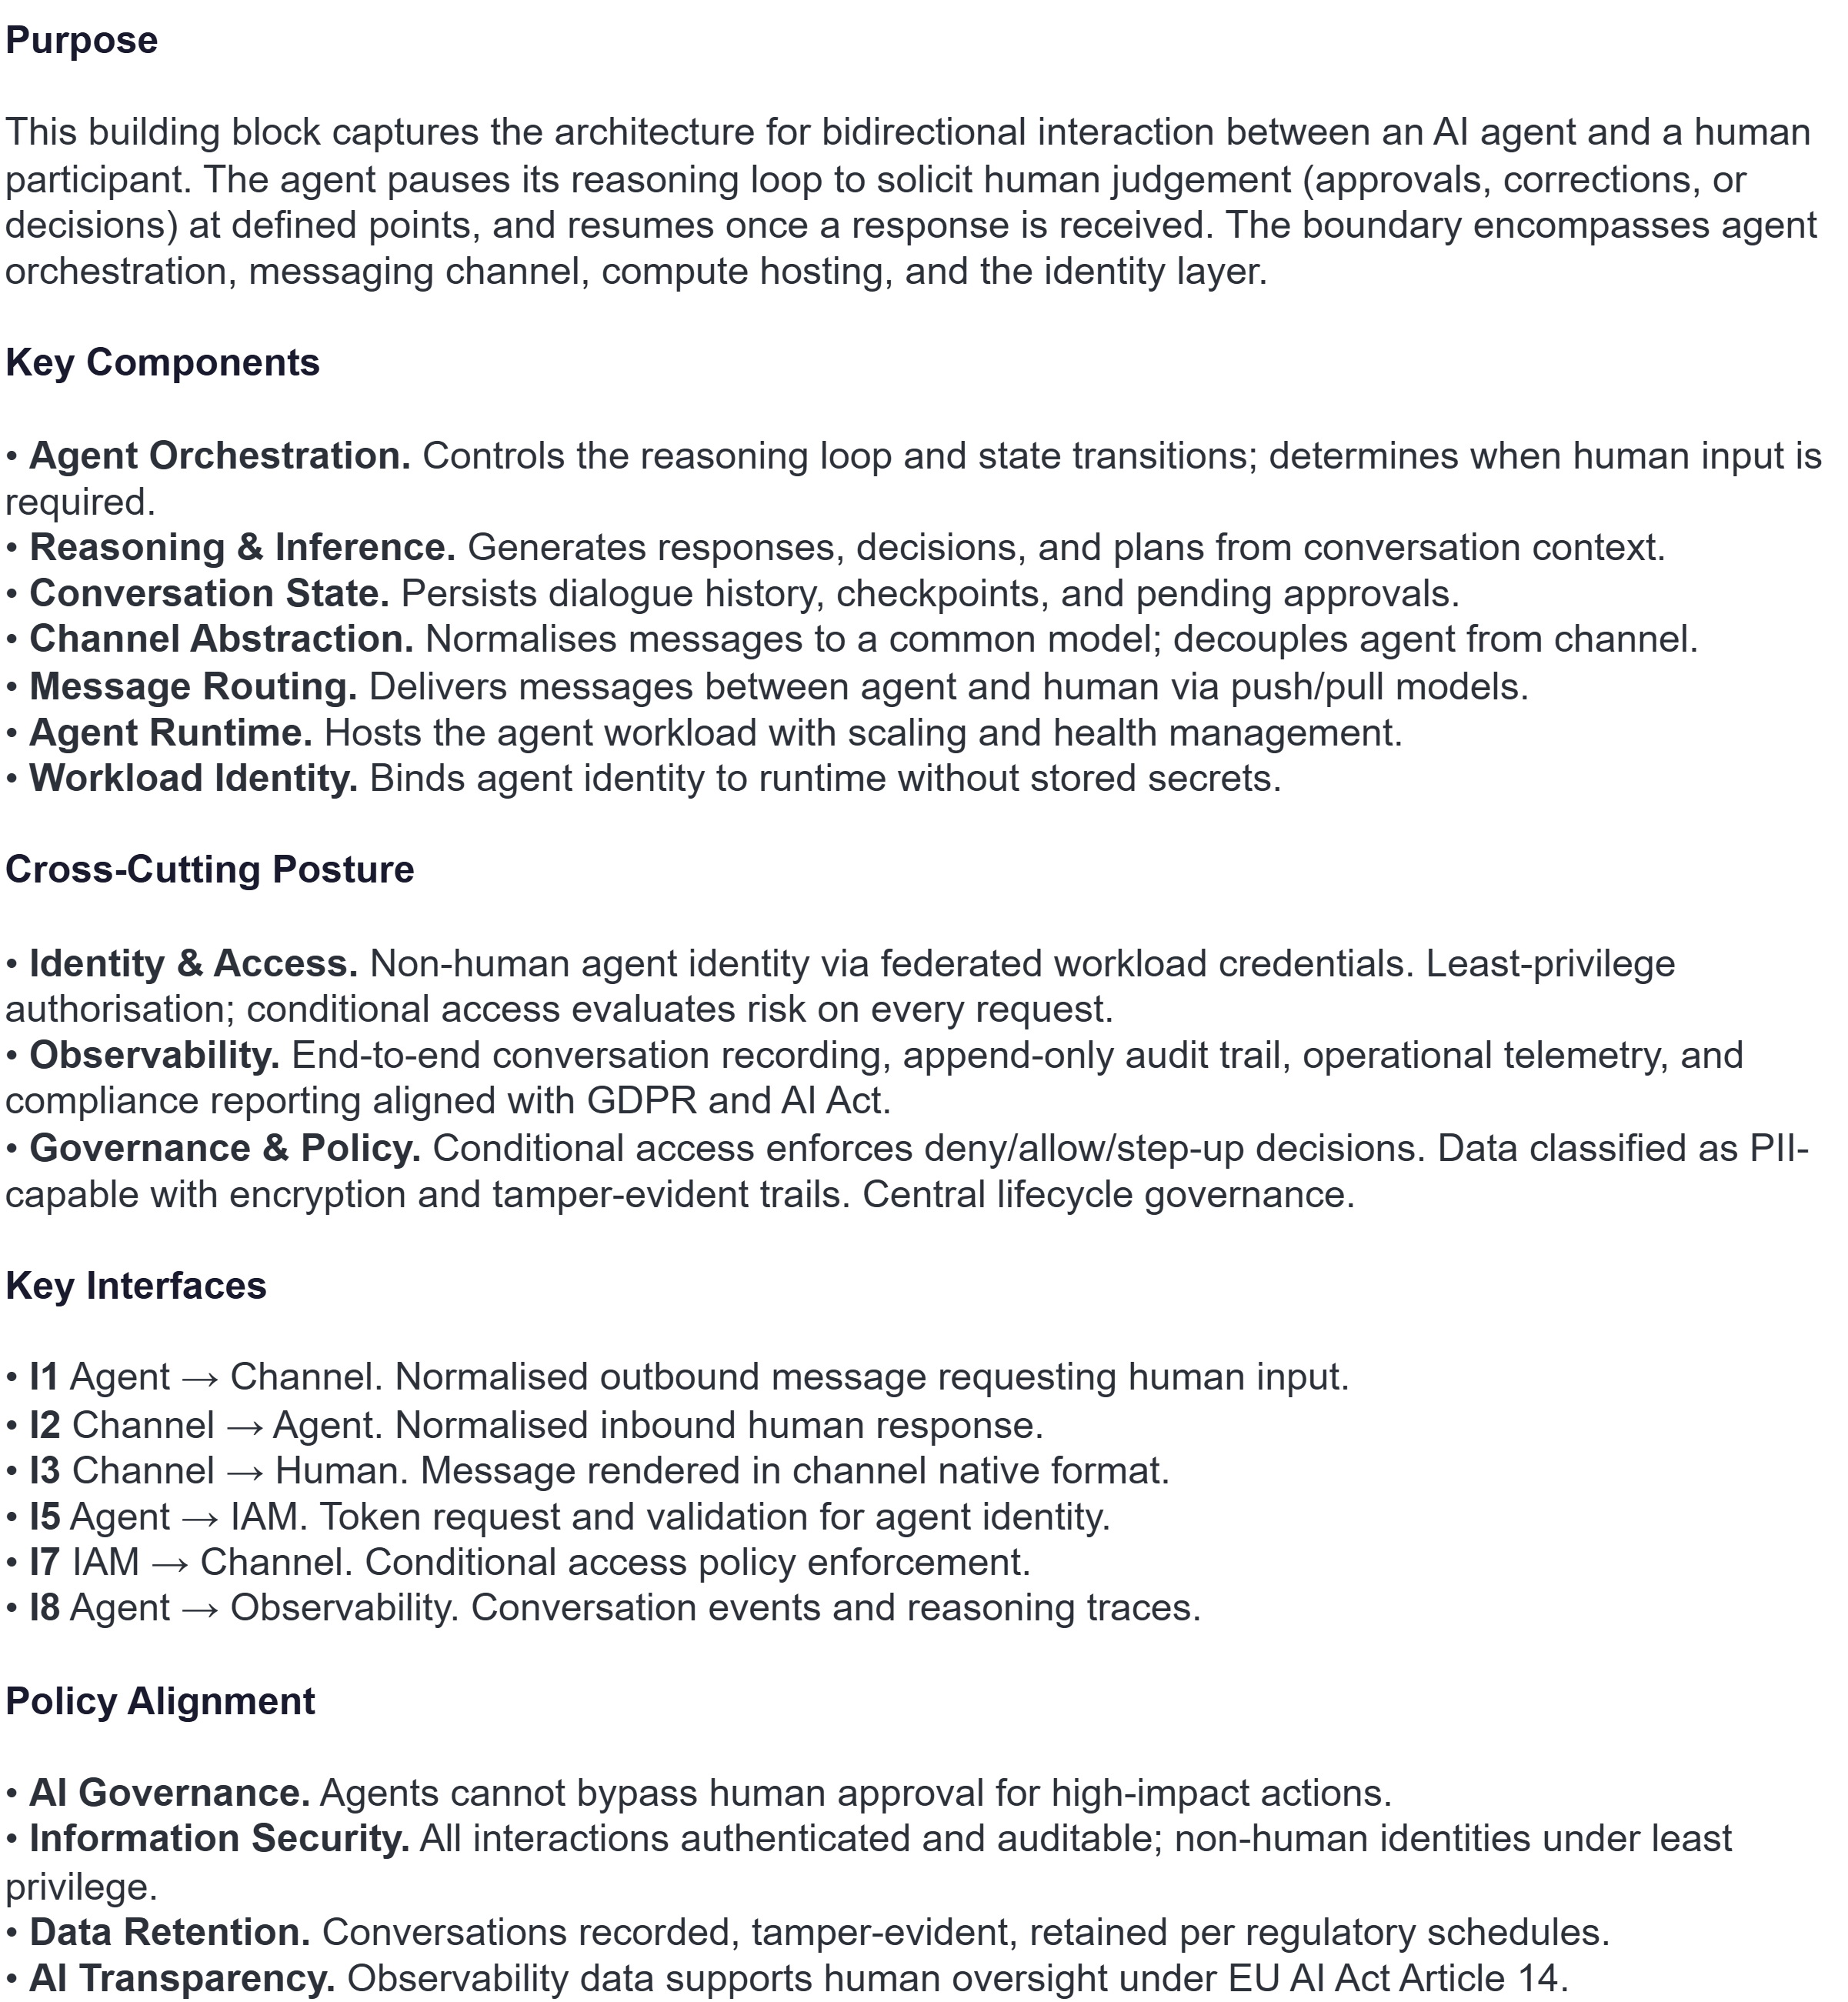 Purpose
This building block captures the architecture for bidirectional interaction between an AI agent and a human
participant. The agent pauses its reasoning loop to solicit human judgement (approvals, corrections, or
decisions) at defined points, and resumes once a response is received. The boundary encompasses agent
orchestration, messaging channel, compute hosting, and the identity layer.
Key Components
• Agent Orchestration. Controls the reasoning loop and state transitions; determines when human input is
required.
• Reasoning & Inference. Generates responses, decisions, and plans from conversation context.
• Conversation State. Persists dialogue history, checkpoints, and pending approvals.
• Channel Abstraction. Normalises messages to a common model; decouples agent from channel.
• Message Routing. Delivers messages between agent and human via push/pull models.
• Agent Runtime. Hosts the agent workload with scaling and health management.
• Workload Identity. Binds agent identity to runtime without stored secrets.
Cross-Cutting Posture
• Identity & Access. Non-human agent identity via federated workload credentials. Least-privilege
authorisation; conditional access evaluates risk on every request.
• Observability. End-to-end conversation recording, append-only audit trail, operational telemetry, and
compliance reporting aligned with GDPR and AI Act.
• Governance & Policy. Conditional access enforces deny/allow/step-up decisions. Data classified as PII-
capable with encryption and tamper-evident trails. Central lifecycle governance.
Key Interfaces
• I1 Agent → Channel. Normalised outbound message requesting human input.
• I2 Channel → Agent. Normalised inbound human response.
• I3 Channel → Human. Message rendered in channel native format.
• I5 Agent → IAM. Token request and validation for agent identity.
• I7 IAM → Channel. Conditional access policy enforcement.
• I8 Agent → Observability. Conversation events and reasoning traces.
Policy Alignment
• AI Governance. Agents cannot bypass human approval for high-impact actions.
• Information Security. All interactions authenticated and auditable; non-human identities under least
privilege.
• Data Retention. Conversations recorded, tamper-evident, retained per regulatory schedules.
• AI Transparency. Observability data supports human oversight under EU AI Act Article 14.